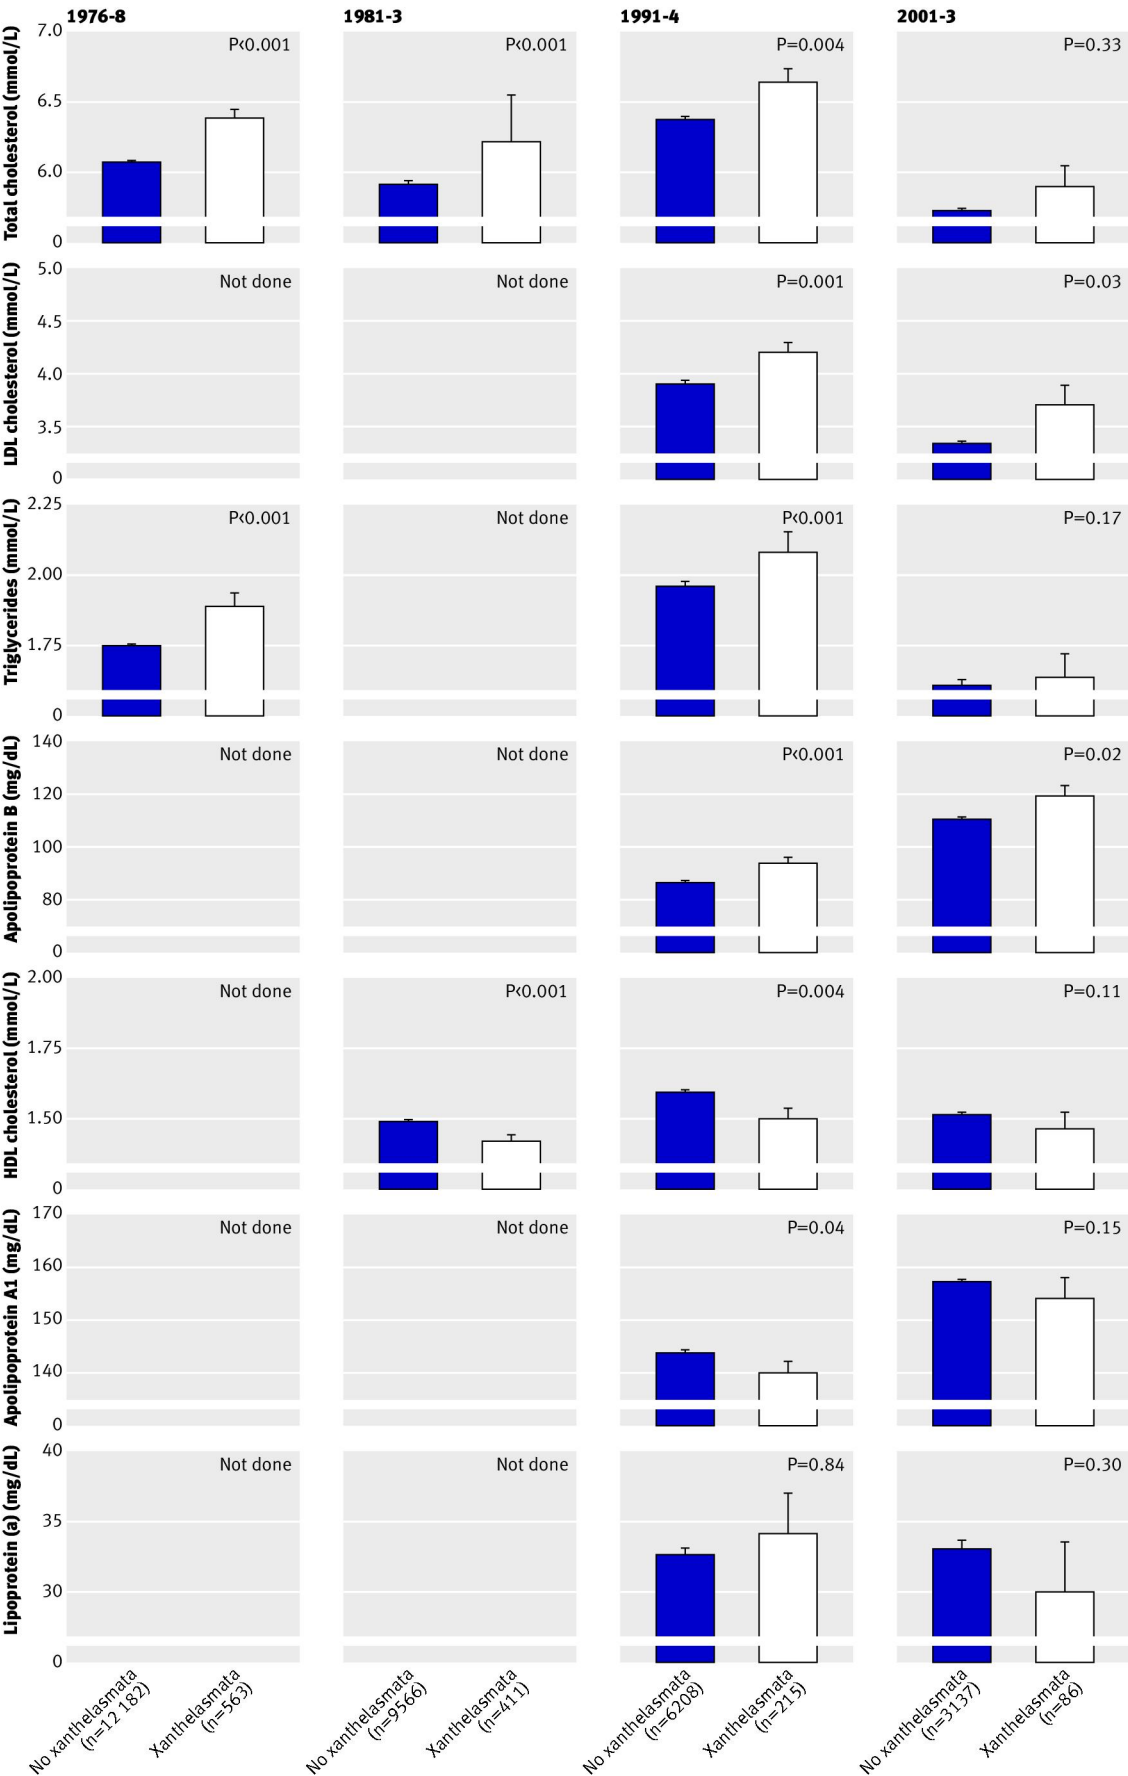 1976-8
1981-3
1991-4
2001-3
Total cholesterol (mmol/L)
7.0
6.5
6.0
0
P<0.001
P<0.001
P=0.004
P=0.33
LDL cholesterol (mmol/L)
5.0
4.5
4.0
3.5
0
Not done
Not done
P=0.001
P=0.03
Triglycerides (mmol/L)
2.25
2.00
1.75
0
P<0.001
Not done
P<0.001
P=0.17
Apolipoprotein B (mg/dL)
140
120
100
80
0
Not done
Not done
P<0.001
P=0.02
HDL cholesterol (mmol/L)
2.00
1.75
1.50
0
Not done
P<0.001
P=0.004
P=0.11
Apolipoprotein A1 (mg/dL)
170
160
150
140
0
Not done
Not done
P=0.04
P=0.15
Lipoprotein (a) (mg/dL)
40
35
30
0
Not done
Not done
P=0.84
P=0.30
No xanthelasmata
(n=12 182)
Xanthelasmata
(n=563)
No xanthelasmata
(n=9566)
Xanthelasmata
(n=411)
No xanthelasmata
(n=6208)
Xanthelasmata
(n=215)
No xanthelasmata
(n=3137)
Xanthelasmata
(n=86)